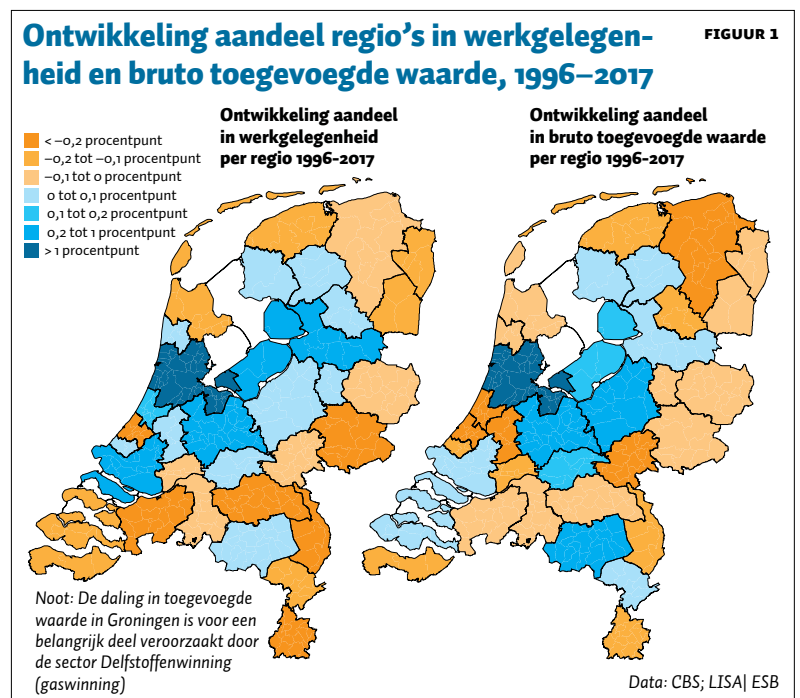 Ontwikkeling aandeel regio's in werkgelegen-
heid en bruto toegevoegde waarde, 1996–2017
FIGUUR 1
Ontwikkeling aandeel
in werkgelegenheid
per regio 1996-2017
Ontwikkeling aandeel
in bruto toegevoegde waarde
per regio 1996-2017
< –0,2 procentpunt
–0,2 tot –0,1 procentpunt
–0,1 tot 0 procentpunt
0 tot 0,1 procentpunt
0,1 tot 0,2 procentpunt
0,2 tot 1 procentpunt
> 1 procentpunt
Noot: De daling in toegevoegde
waarde in Groningen is voor een
belangrijk deel veroorzaakt door
de sector Delfstoffenwinning
(gaswinning)
Data: CBS; LISA| ESB